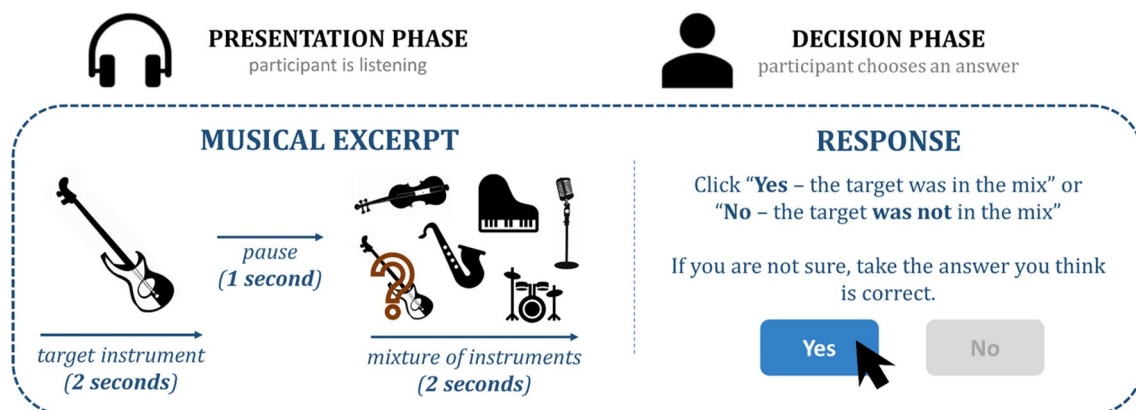 PRESENTATION PHASE
participant is listening
DECISION PHASE
participant chooses an answer
MUSICAL EXCERPT
pause
(1 second)
?
target instrument
(2 seconds)
mixture of instruments
(2 seconds)
RESPONSE
Click “Yes – the target was in the mix” or
“No – the target was not in the mix”
If you are not sure, take the answer you think
is correct.
Yes
No